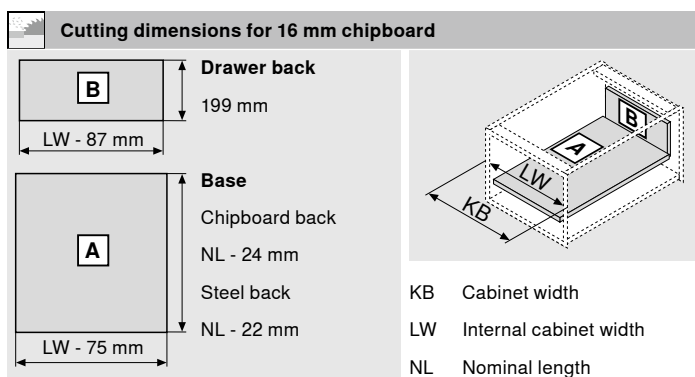 Cutting dimensions for 16 mm chipboard
B
Drawer back
199 mm
LW - 87 mm
A
Base
Chipboard back
NL - 24 mm
Steel back
NL - 22 mm
LW - 75 mm
B
A
LW
KB
KB Cabinet width
LW Internal cabinet width
NL Nominal length